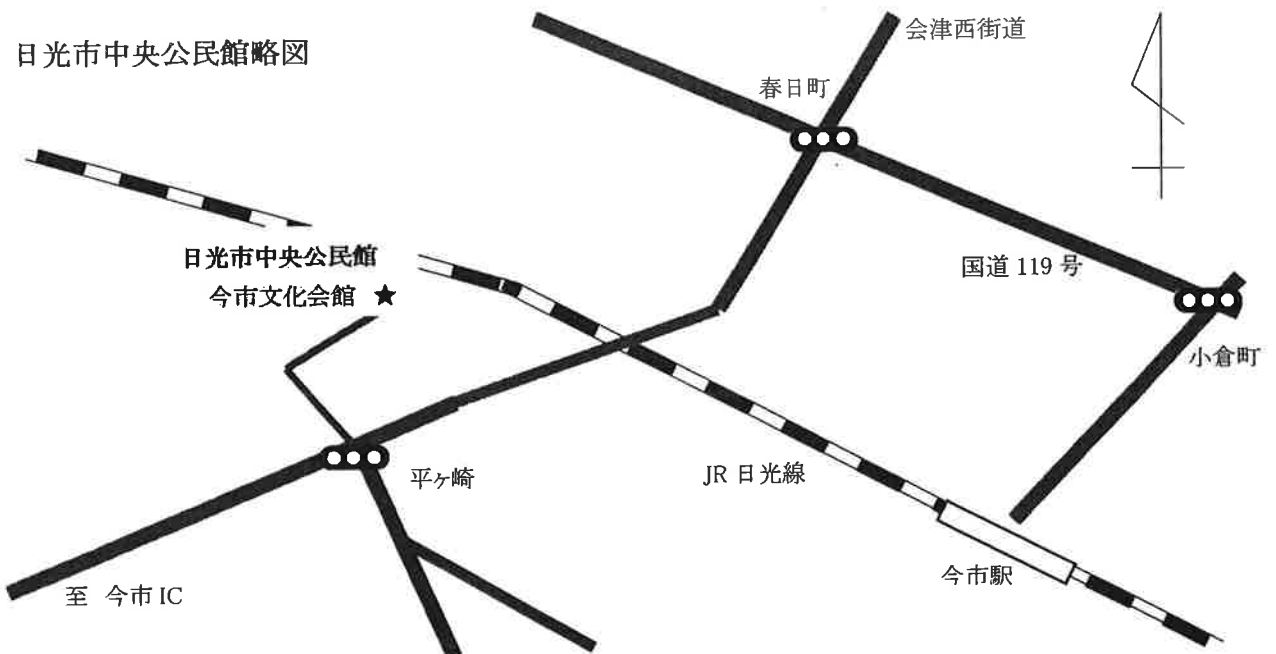 日光市中央公民館略図
会津西街道
春日町
日光市中央公民館
今市文化会館 ★
国道 119 号
小倉町
平ヶ崎
JR 日光線
今市駅
至 今市 IC